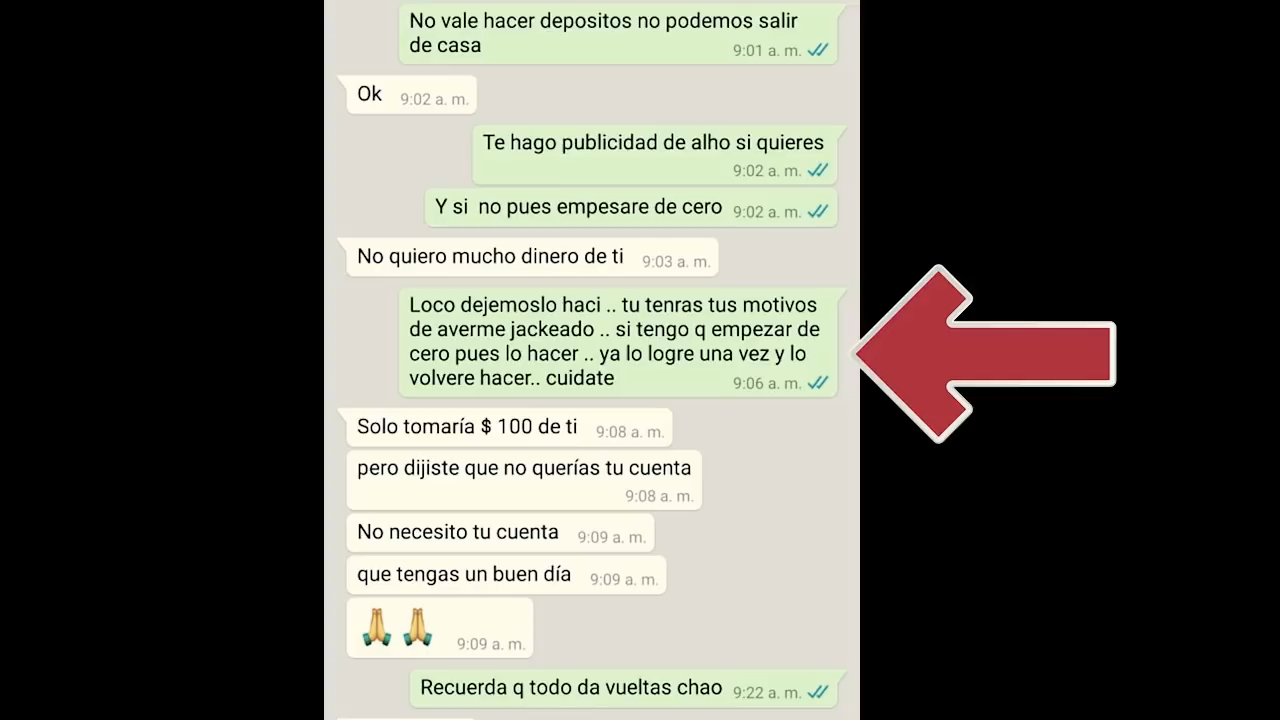 No vale hacer depositos no podemos salir
de casa
9:01 a. m.
Ok
9:02 a. m.
Te hago publicidad de alho si quieres
9:02 a. m.
Y si no pues empesare de cero
9:02 a. m.
No quiero mucho dinero de ti
9:03 a. m.
Loco dejemoslo haci .. tu tenras tus motivos
de averme jackeado .. si tengo q empezar de
cero pues lo hacer .. ya lo logre una vez y lo
volvere hacer.. cuidate
9:06 a. m.
Solo tomaría $ 100 de ti
9:08 a. m.
pero dijiste que no querías tu cuenta
9:08 a. m.
No necesito tu cuenta
9:09 a. m.
que tengas un buen día
9:09 a. m.
🙏 🙏
9:09 a. m.
Recuerda q todo da vueltas chao
9:22 a. m.